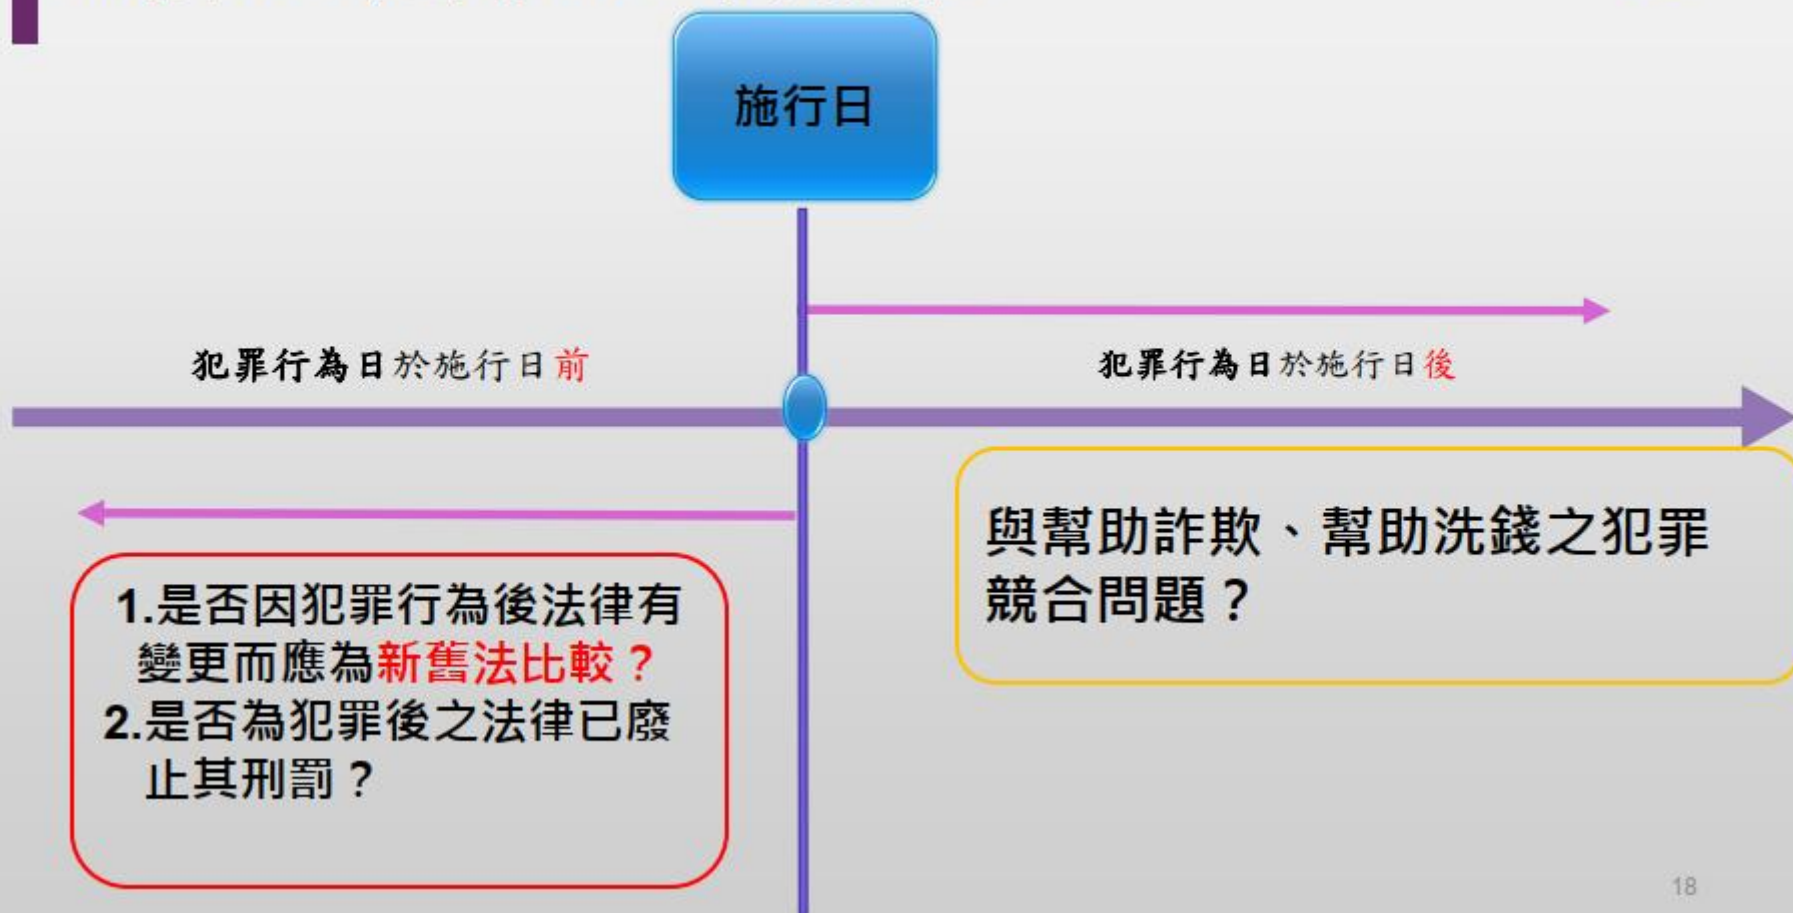 施行日
犯罪行為日於施行日前
犯罪行為日於施行日後
1.是否因犯罪行為後法律有
變更而應為新舊法比較？
2.是否為犯罪後之法律已廢
止其刑罰？
與幫助詐欺、幫助洗錢之犯罪
競合問題？
18